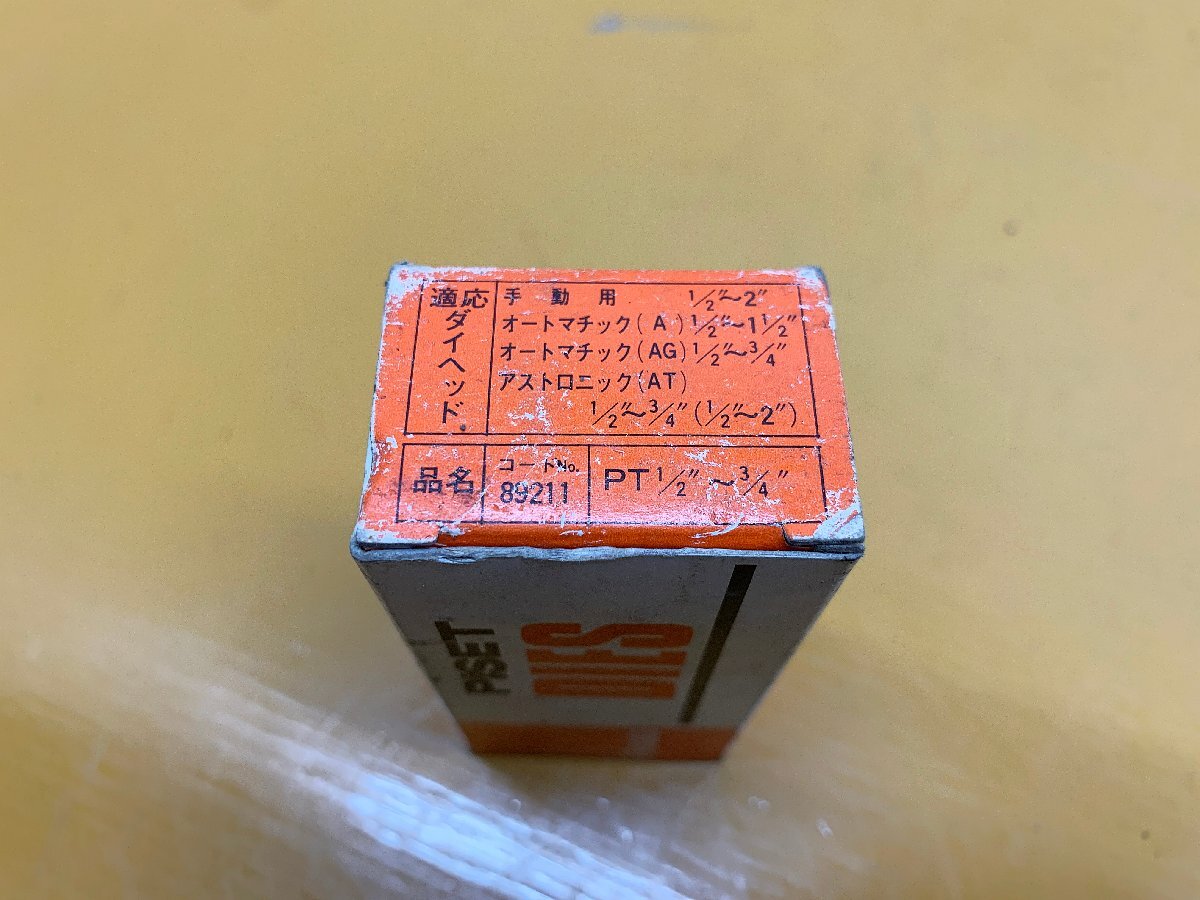 適応
ダイヘッド。
手動用 1/2"～2"
オートマチック(A) 1/2"～1 1/2"
オートマチック(AG) 1/2"～3/4"
アストロニック(AT)
1/2"～3/4" (1/2"～2")
品名
コートNo.
89211
PT 1/2" ～ 3/4"